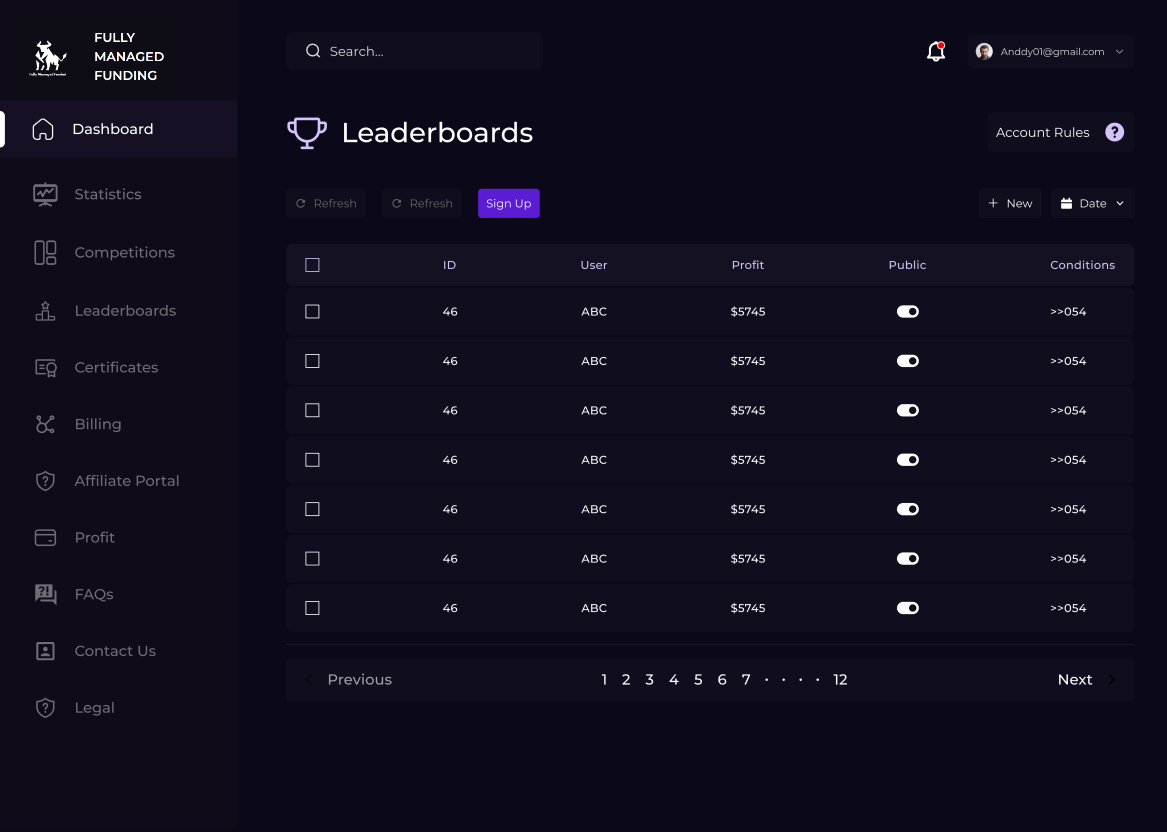 FULLY
MANAGED
FUNDING
Fully Managed Funded
Search...
Anddy01@gmail.com
Dashboard
Statistics
Competitions
Leaderboards
Certificates
Billing
Affiliate Portal
Profit
FAQs
Contact Us
Legal
Leaderboards
Account Rules ?
Refresh Refresh Sign Up + New Date
ID User Profit Public Conditions
46 ABC $5745 >>054
46 ABC $5745 >>054
46 ABC $5745 >>054
46 ABC $5745 >>054
46 ABC $5745 >>054
46 ABC $5745 >>054
46 ABC $5745 >>054
Previous 1 2 3 4 5 6 7 · · · · 12 Next